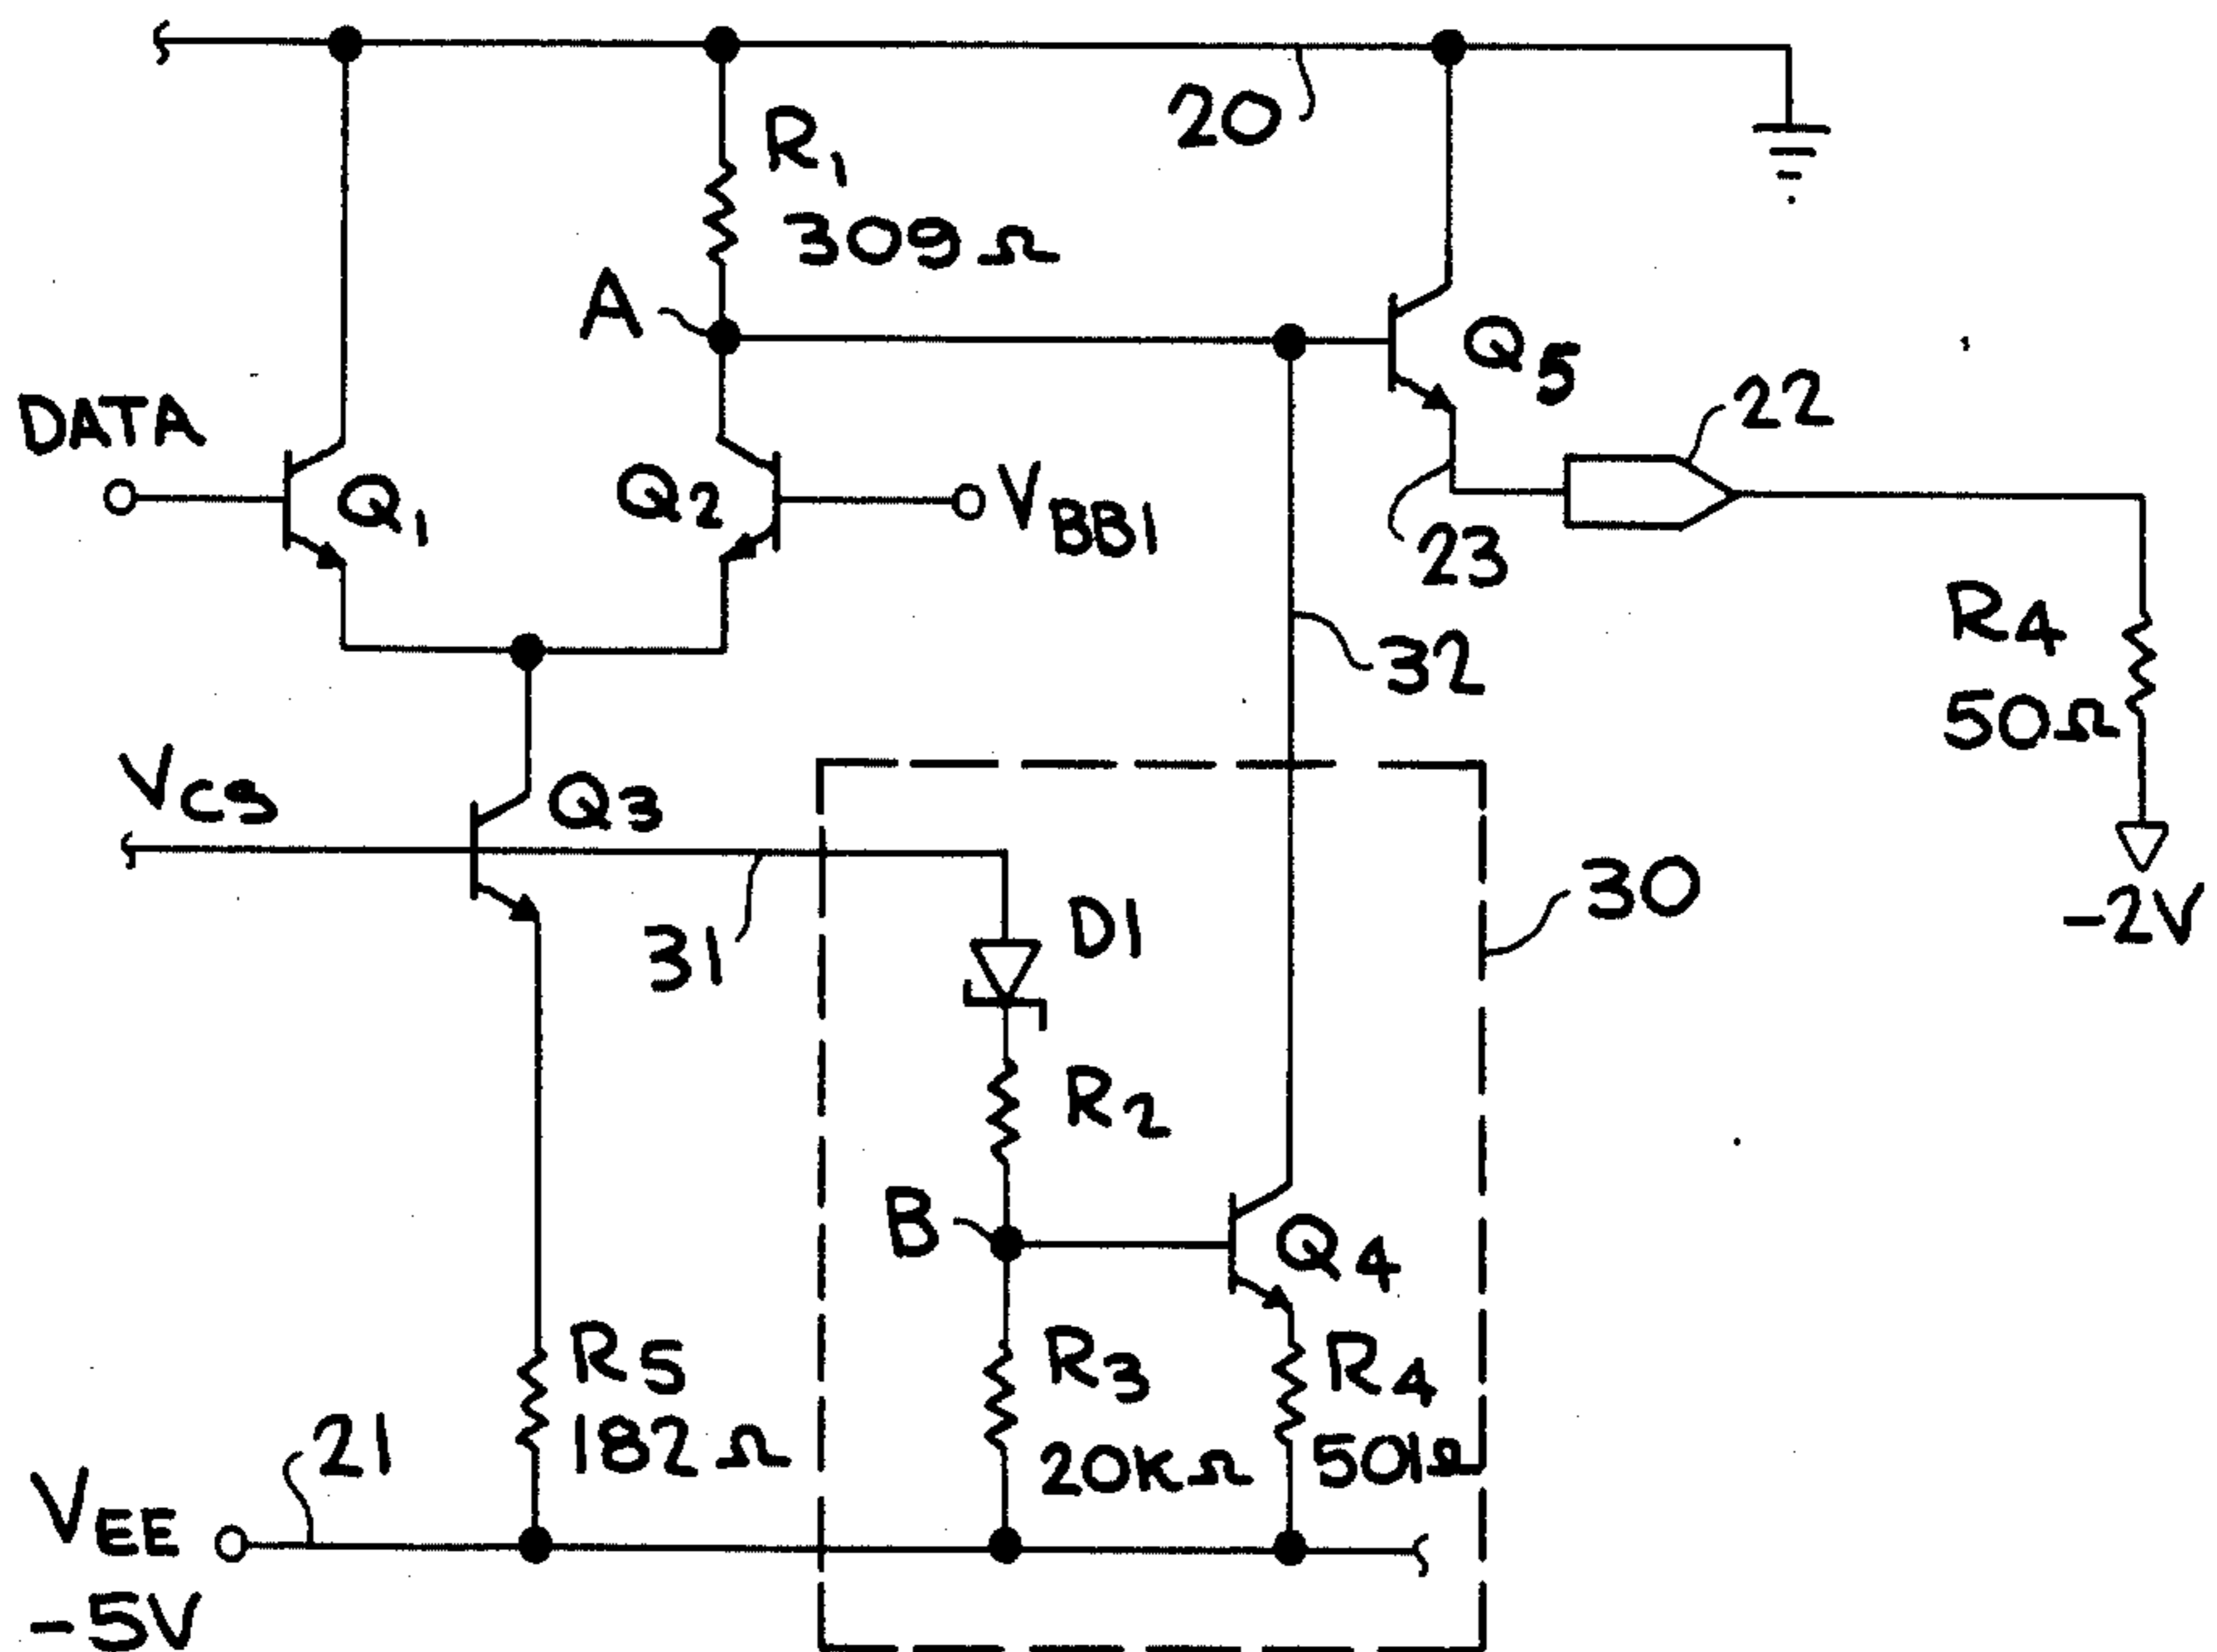 20
R1
309Ω
A
Q5
22
DATA
Q1
Q2
VBB1
23
32
R4
50Ω
VCS
Q3
-2V
30
31
D1
R2
B
Q4
R5
182Ω
R3
20KΩ
R4
501Ω
21
VEE
-5V